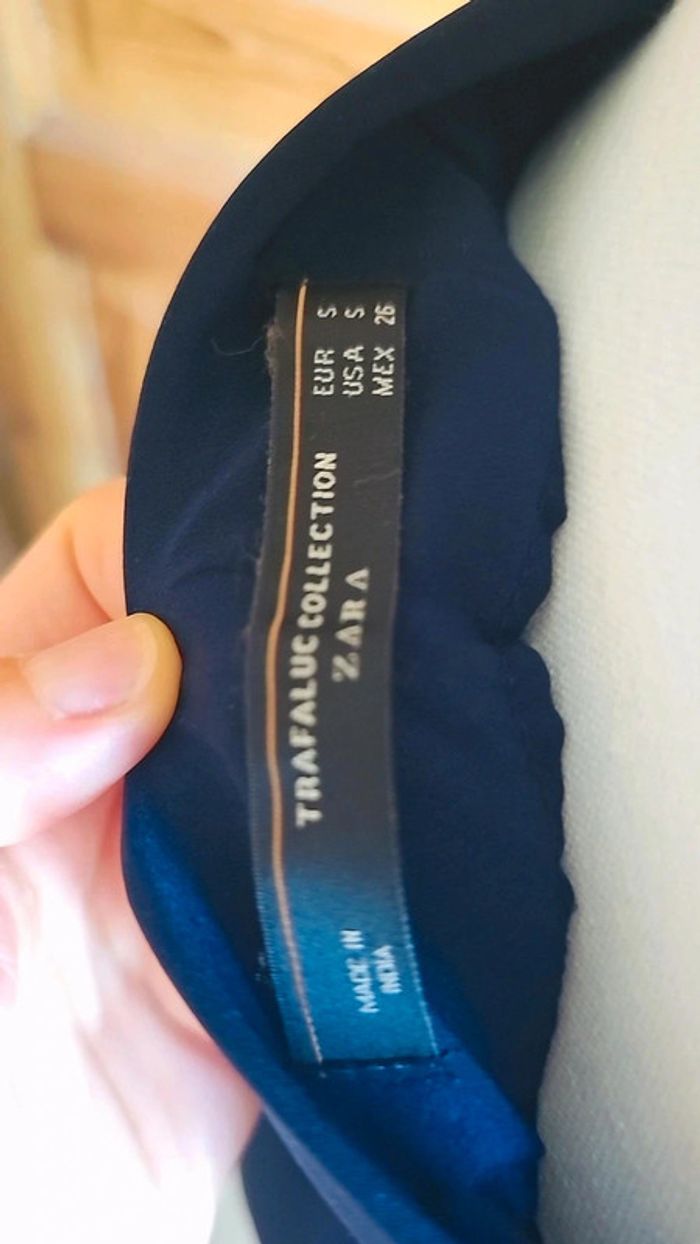 MADE IN
INDIA
TRAFALUC COLLECTION
ZARA
EUR S
USA S
MEX 26